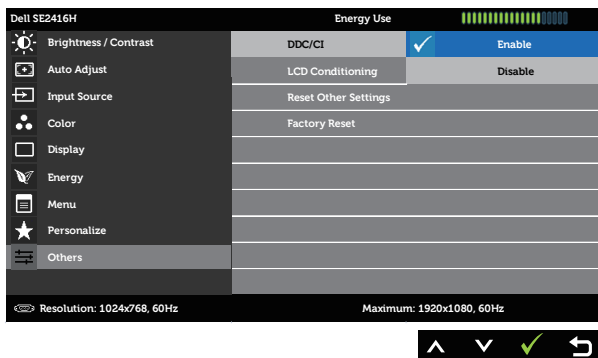 Dell SE2416H Energy Use
Brightness / Contrast DDC/CI Enable
Auto Adjust LCD Conditioning Disable
Input Source Reset Other Settings
Color Factory Reset
Display
Energy
Menu
Personalize
Others
Resolution: 1024x768, 60Hz Maximum: 1920x1080, 60Hz